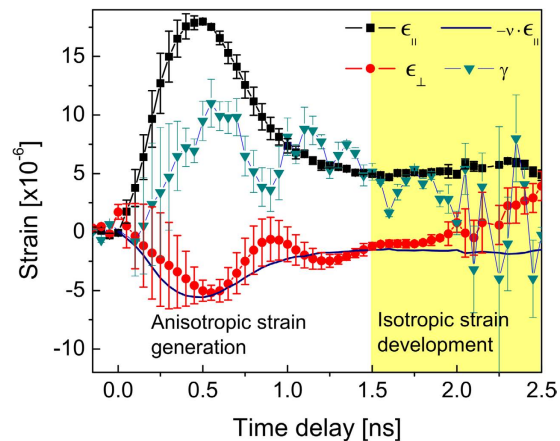 ϵ∥
−ν·ϵ∥
ϵ⊥
γ
15
10
5
0
-5
-10
Strain [x10⁻⁶]
Anisotropic strain
generation
Isotropic strain
development
0.0 0.5 1.0 1.5 2.0 2.5
Time delay [ns]